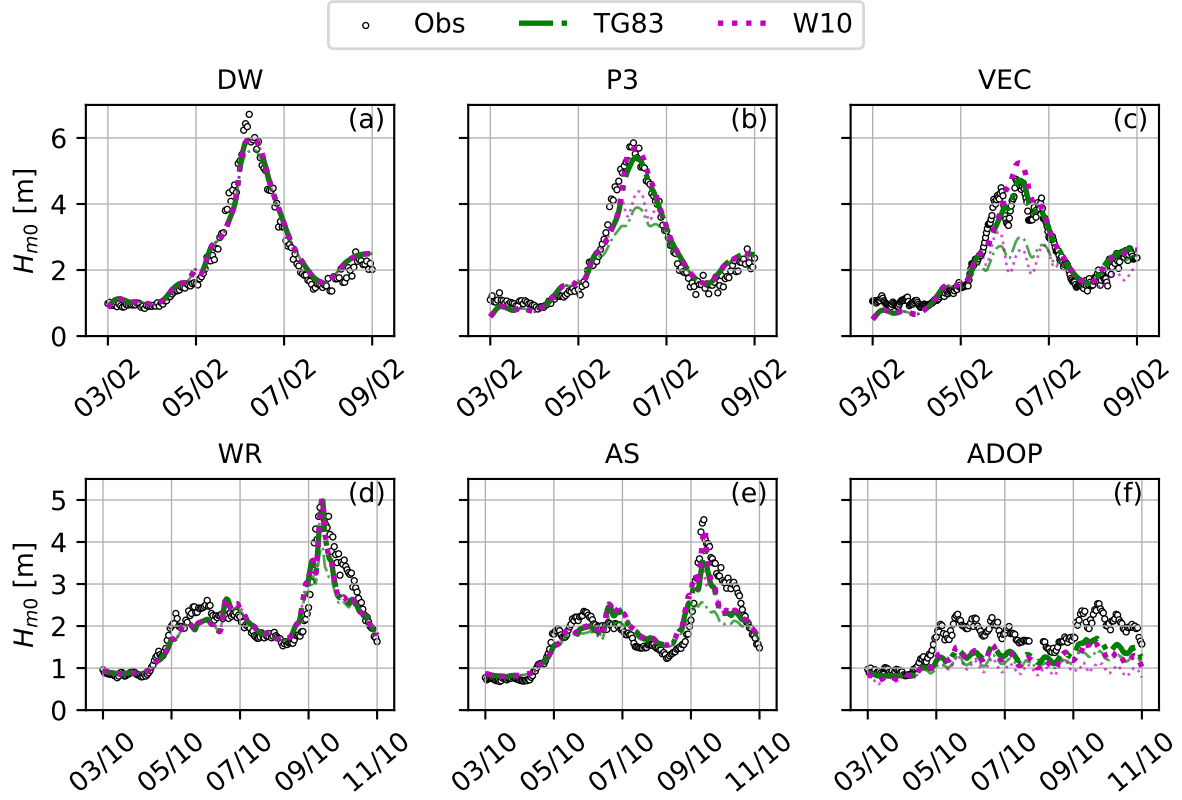 Obs TG83 W10
DW P3 VEC
(a) (b) (c)
H_{m0} [m]
6
4
2
0
03/02 05/02 07/02 09/02 03/02 05/02 07/02 09/02 03/02 05/02 07/02 09/02
WR AS ADOP
(d) (e) (f)
H_{m0} [m]
5
4
3
2
1
0
03/10 05/10 07/10 09/10 11/10 03/10 05/10 07/10 09/10 11/10 03/10 05/10 07/10 09/10 11/10